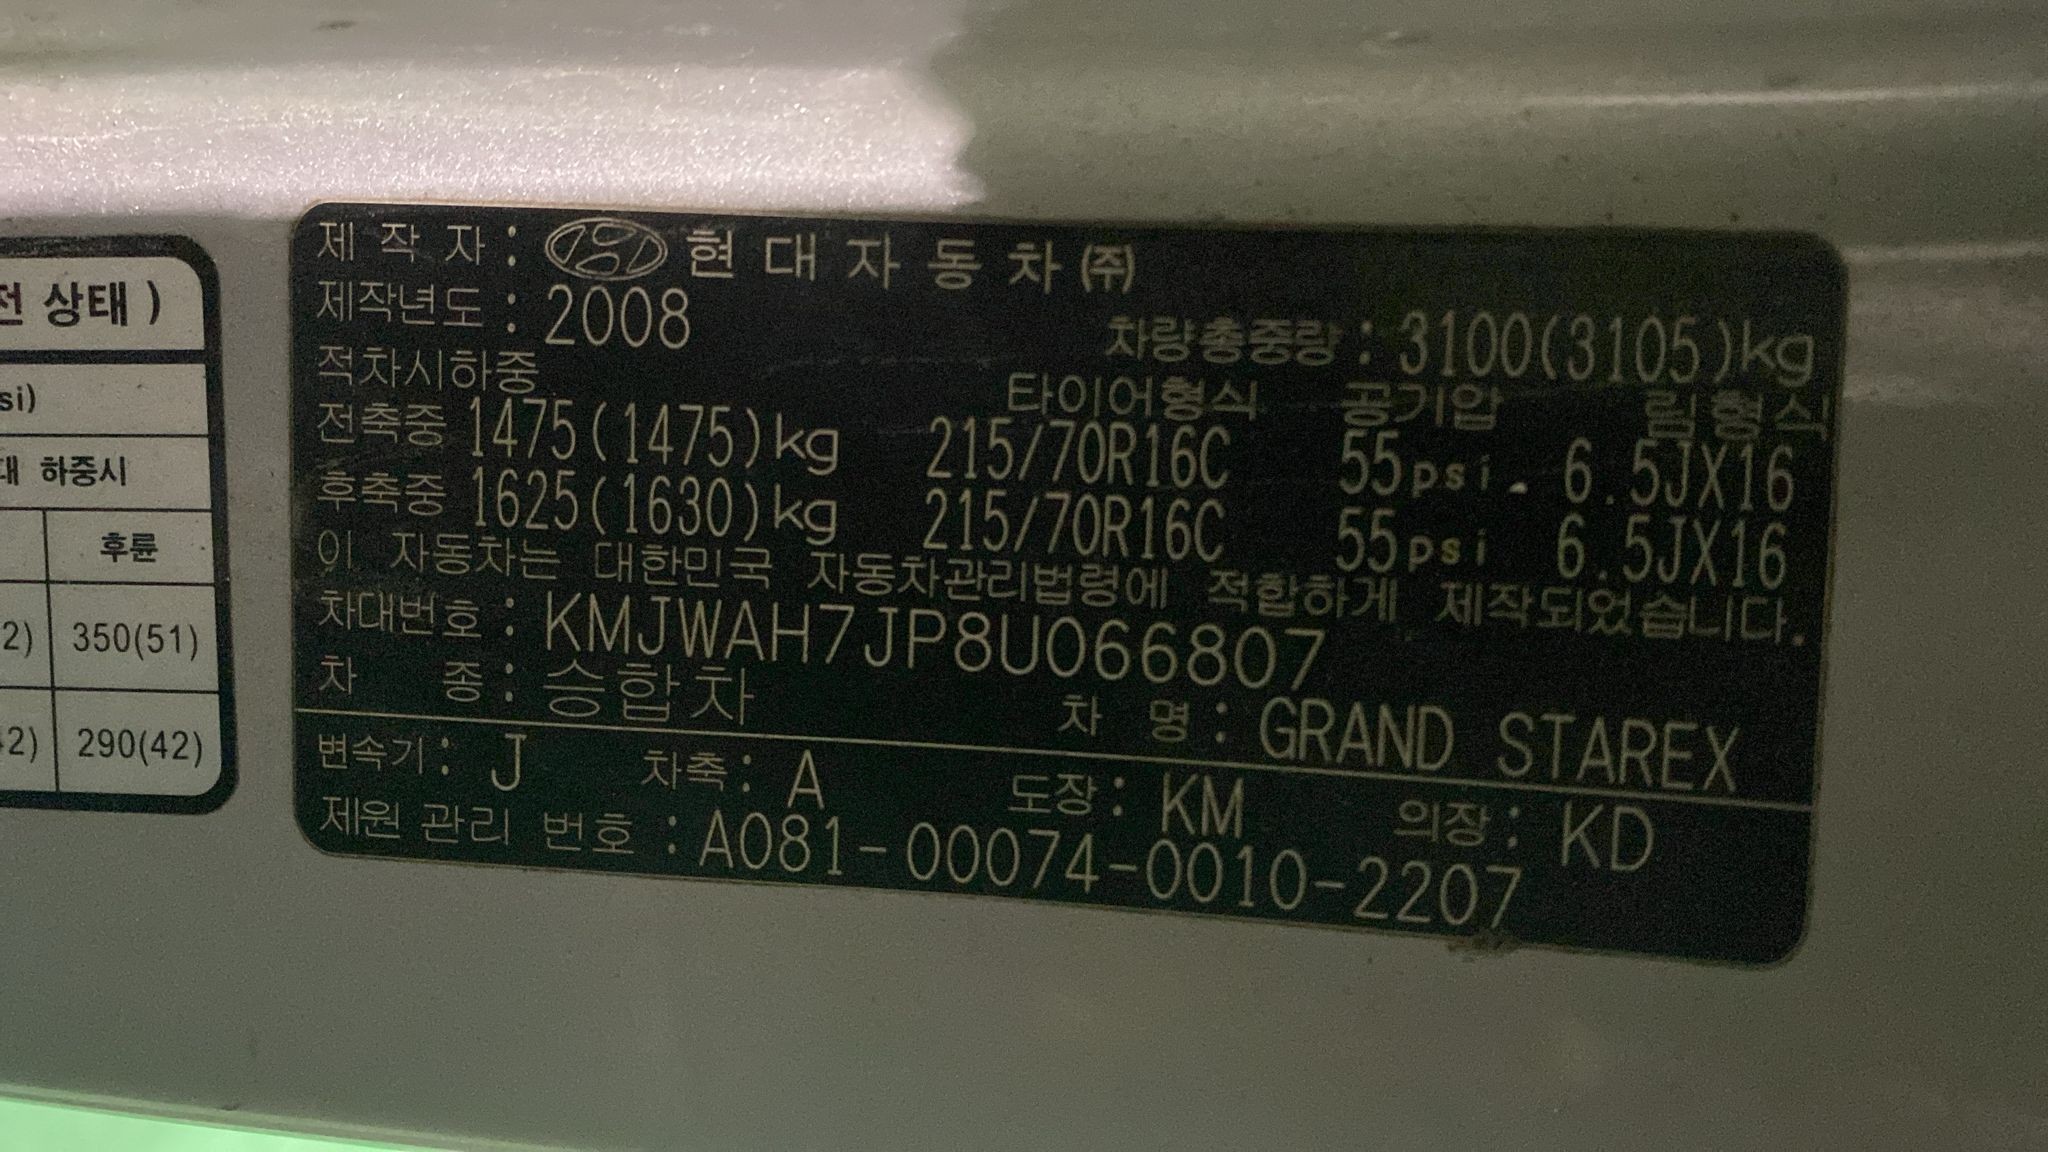 전 상태 )
si)
대 하중시
후륜
2) 350(51)
42) 290(42)
제 작 자 : 현 대 자 동 차 ㈜
제작년도 : 2008
차량총중량 : 3100(3105)kg
적차시하중 타이어형식 공기압 림형식
전축중 1475(1475)kg 215/70R16C 55psi 6.5JX16
후축중 1625(1630)kg 215/70R16C 55psi 6.5JX16
이 자동차는 대한민국 자동차관리법령에 적합하게 제작되었습니다.
차대번호 : KMJWAH7JP8U066807
차 종 : 승합차 차 명 : GRAND STAREX
변속기 : J 차축 : A 도장 : KM 의장 : KD
제원 관리 번호 : A081-00074-0010-2207